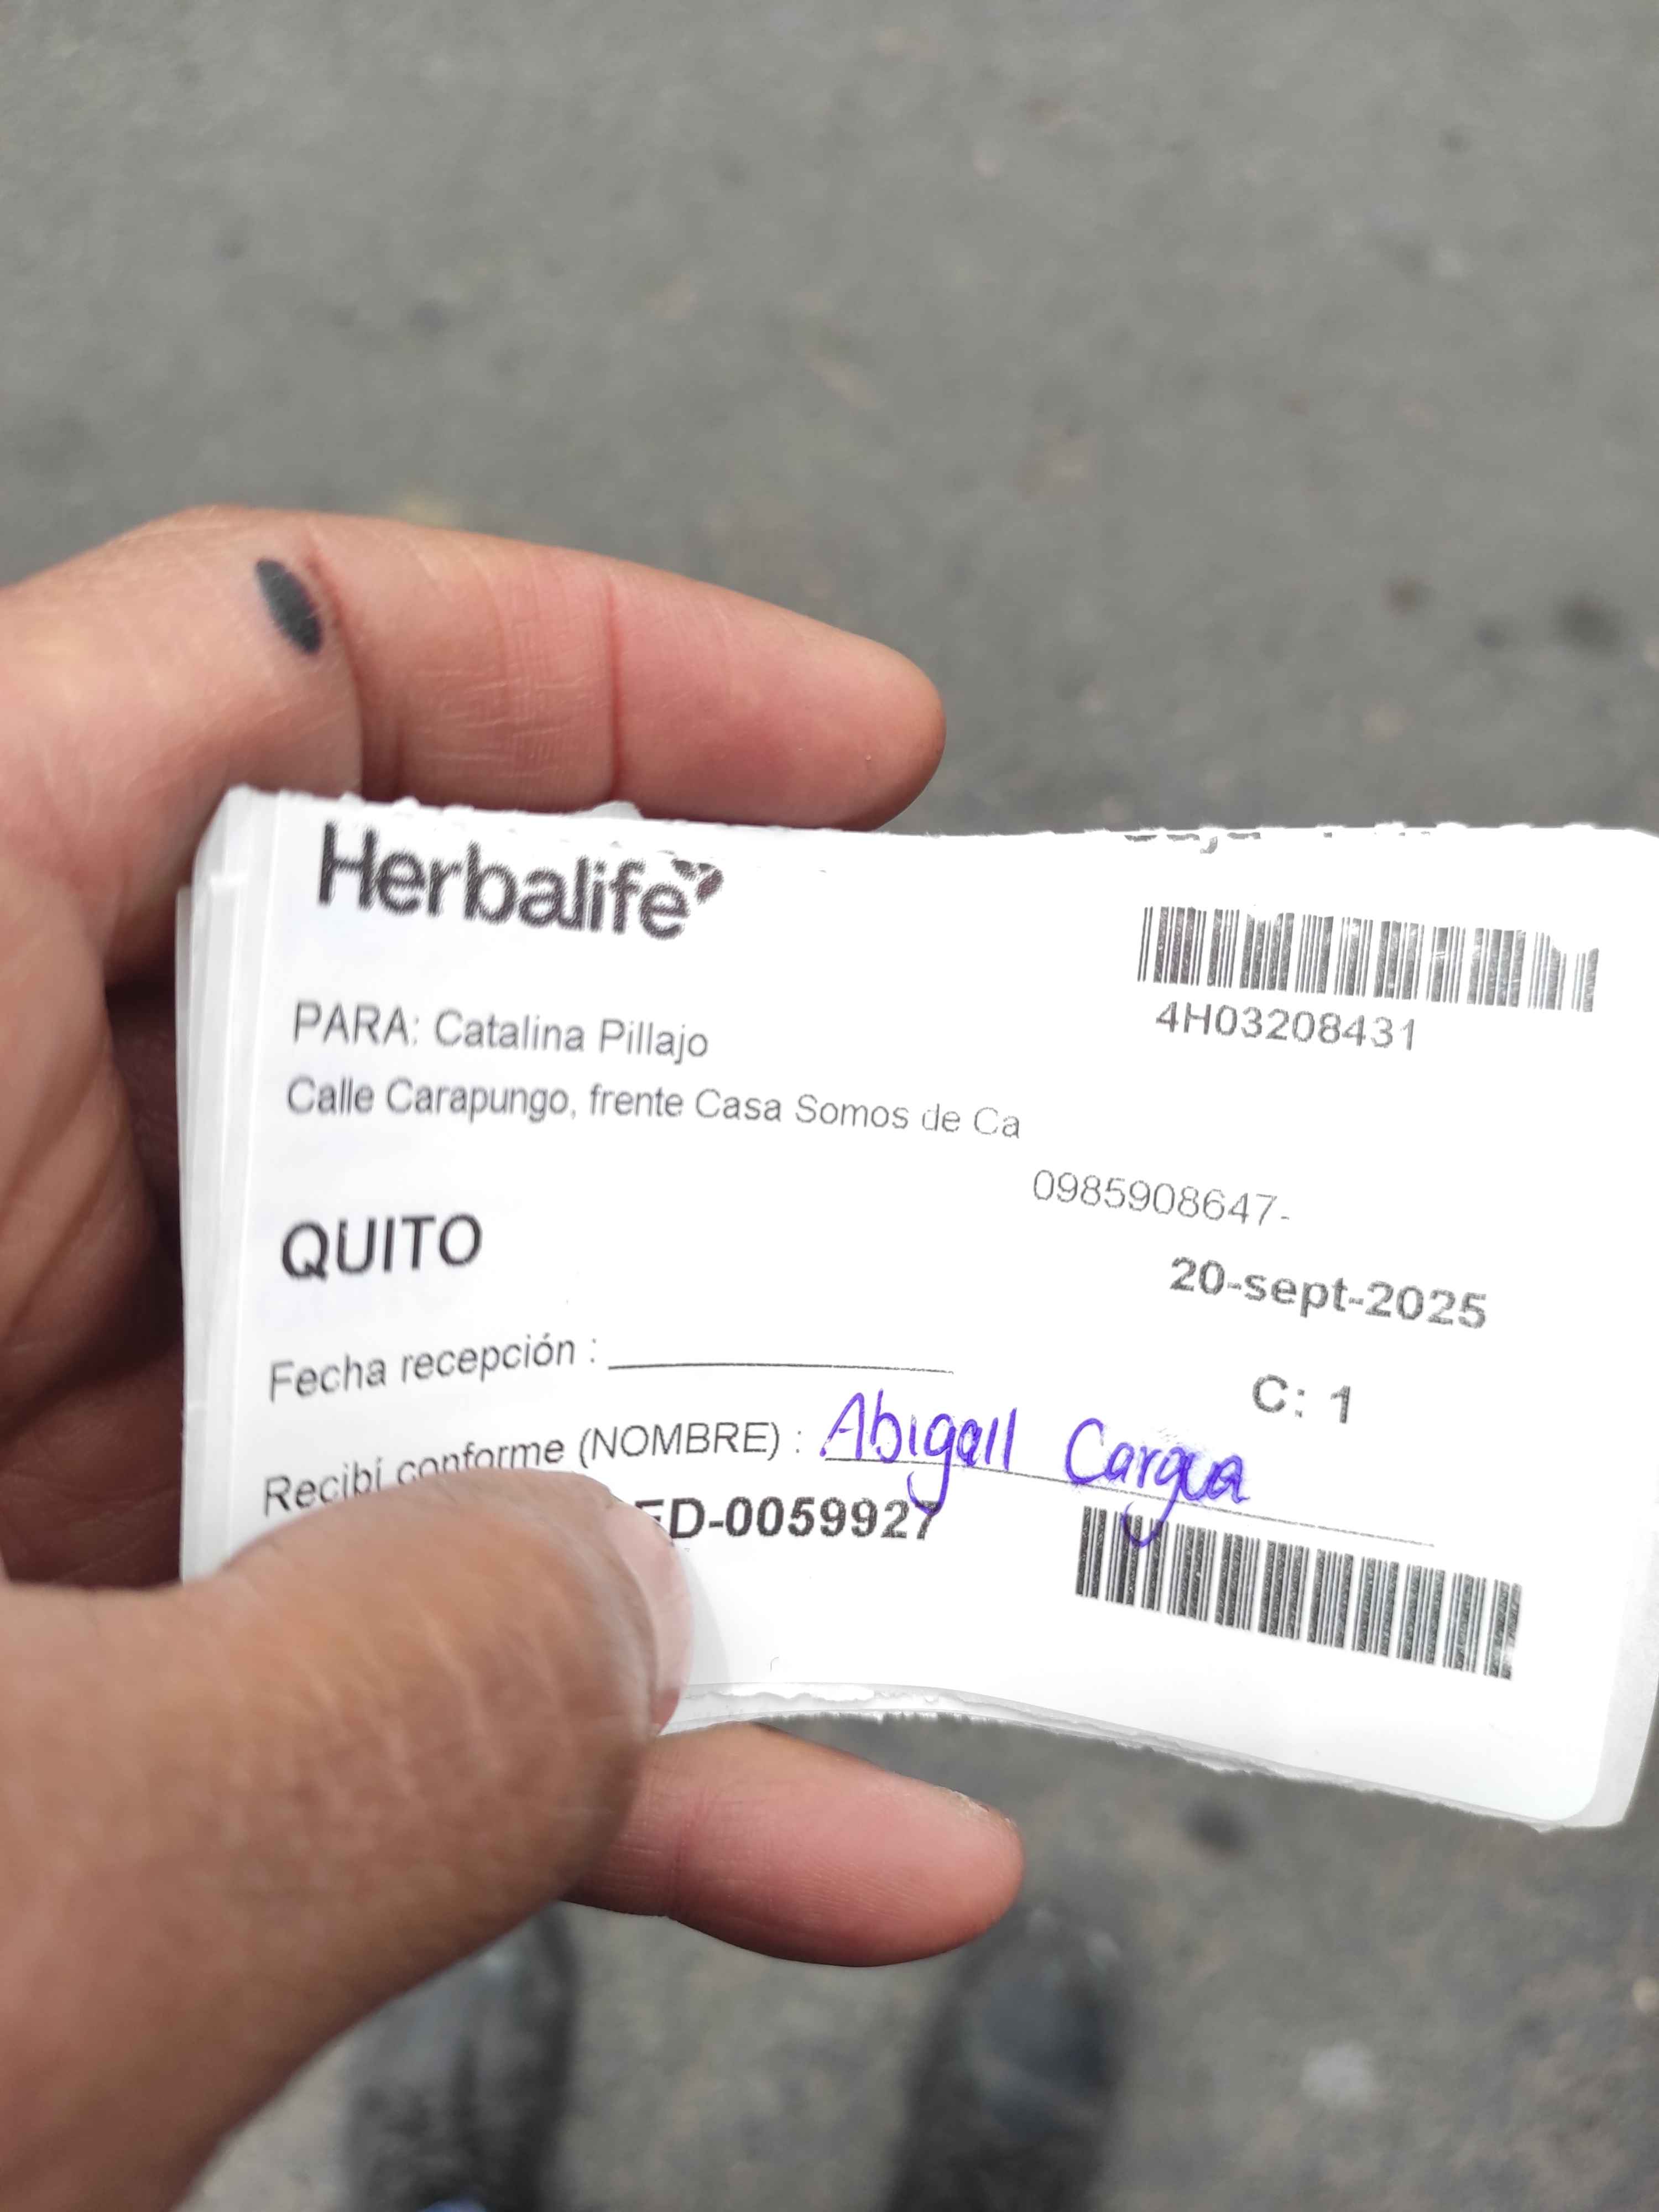 Herbalife
4H03208431
PARA: Catalina Pillajo
Calle Carapungo, frente Casa Somos de Ca
0985908647-
QUITO
20-sept-2025
Fecha recepción :
C: 1
Recibí conforme (NOMBRE) : Abigail Cargua
ED-0059927